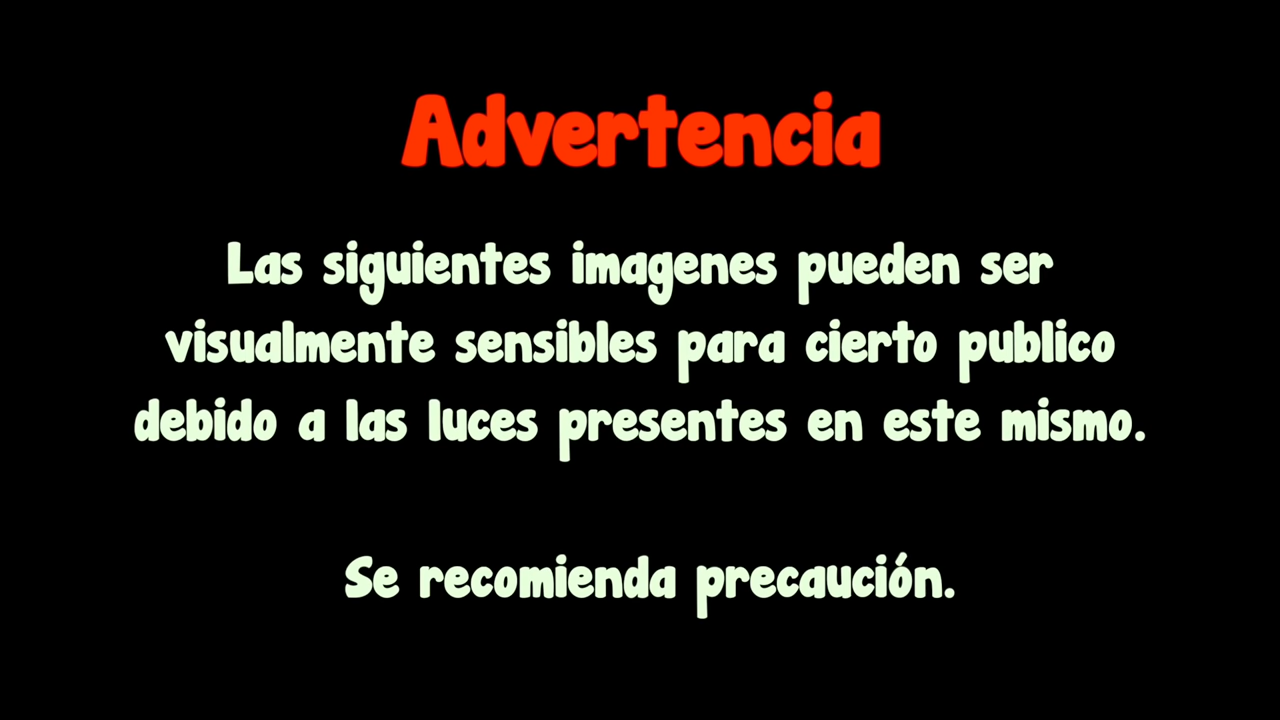 Advertencia
Las siguientes imagenes pueden ser
visualmente sensibles para cierto publico
debido a las luces presentes en este mismo.
Se recomienda precaución.